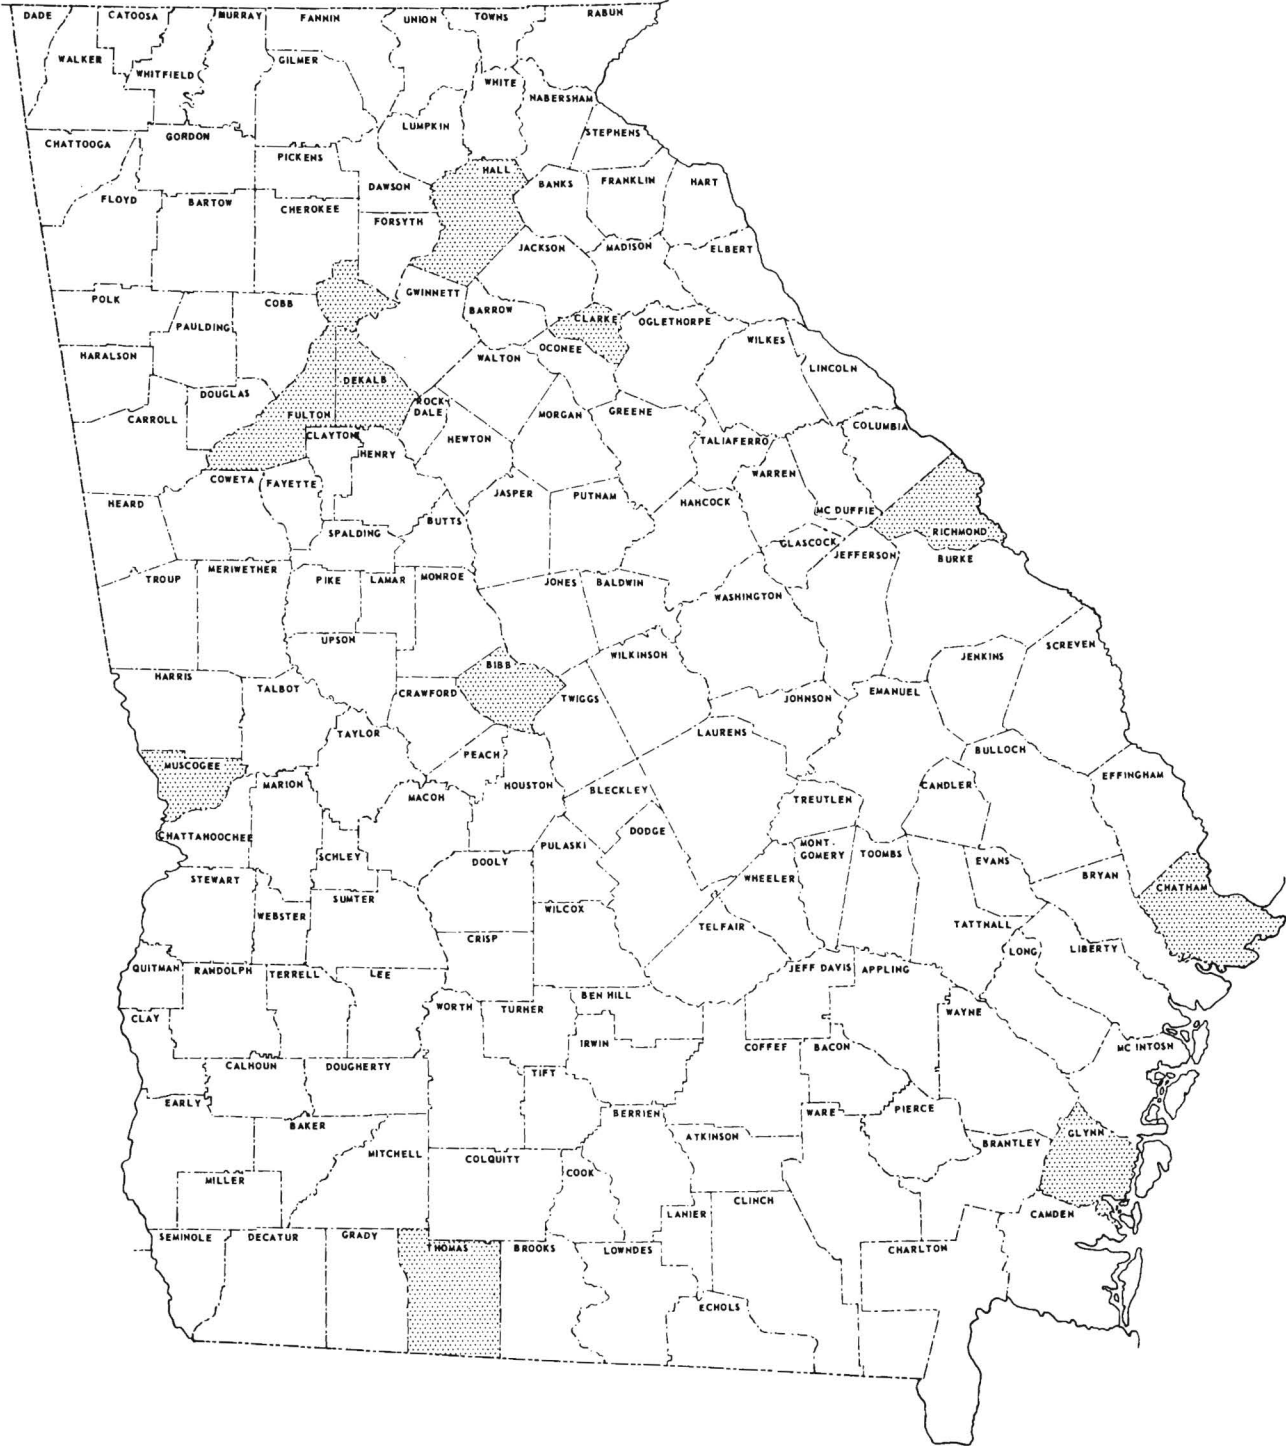 DADE
CATOOSA
MURRAY
FANNIN
UNION
TOWNS
RABUN
WALKER
WHITFIELD
GILMER
WHITE
HABERSHAM
LUMPKIN
STEPHENS
CHATTOOGA
GORDON
PICKENS
HALL
DAWSON
BANKS
FRANKLIN
HART
FLOYD
BARTOW
CHEROKEE
FORSYTH
JACKSON
MADISON
ELBERT
POLK
COBB
GWINNETT
BARROW
CLARKE
OGLETHORPE
PAULDING
OCONEE
WILKES
HARALSON
WALTON
LINCOLN
DEKALB
DOUGLAS
CARROLL
FULTON
ROCK-
DALE
MORGAN
GREENE
COLUMBIA
CLAYTON
HENRY
HEWTON
TALIAFERRO
WARREN
COWETA
FAYETTE
JASPER
PUTNAM
HEARD
HAHCOCK
MC DUFFIE
SPALDING
BUTTS
RICHMOND
GLASCOCK
JEFFERSON
BURKE
TROUP
MERIWETHER
PIKE
LAMAR
MONROE
JONES
BALDWIN
WASHINGTON
UPSON
WILKINSON
JENKINS
SCREVEN
HARRIS
TALBOT
CRAWFORD
BIBB
TWIGGS
JOHNSON
EMANUEL
TAYLOR
LAURENS
PEACH
BULLOCH
MUSCOGEE
MARION
MACOH
HOUSTON
BLECKLEY
TREUTLEN
CANDLER
EFFINGHAM
CHATTAHOOCHEE
SCHLEY
DOOLY
PULASKI
DODGE
MONT-
GOMERY
TOOMBS
EVANS
STEWART
WEBSTER
SUMTER
WHEELER
BRYAN
CHATHAM
WILCOX
CRISP
TELFAIR
TATTHALL
LONG
LIBERTY
QUITMAN
RANDOLPH
TERRELL
LEE
JEFF DAVIS
APPLING
CLAY
WORTH
TURHER
BEN HILL
WAYNE
IRWIN
COFFEF
BACON
MC INTOSH
CALHOUN
DOUGHERTY
TIFT
EARLY
BAKER
BERRIEN
WARE
PIERCE
MITCHELL
COLQUITT
ATKINSON
BRANTLEY
GLYNN
MILLER
COOK
LANIER
CLINCH
CAMDEN
SEMINOLE
DECATUR
GRADY
THOMAS
BROOKS
LOWNDES
CHARLTON
ECHOLS